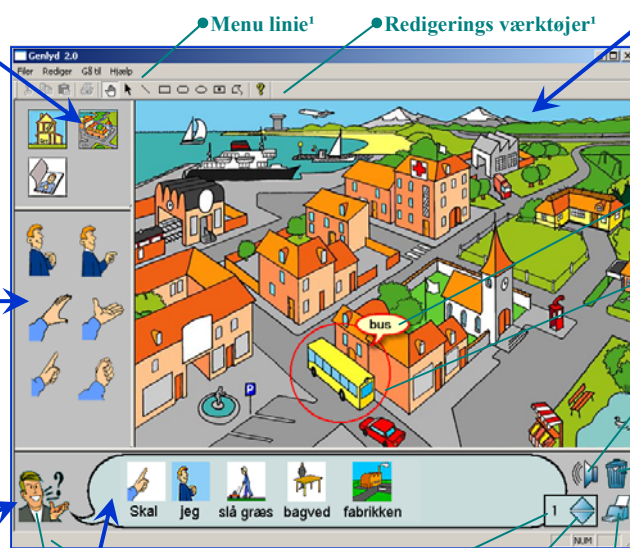 •Menu linie¹ •Redigerings værktøjer¹
Genlyd 2.0
Filer Rediger Gå til Hjælp
?
bus
P
?
Skal jeg slå græs bagved fabrikken
1
NUM